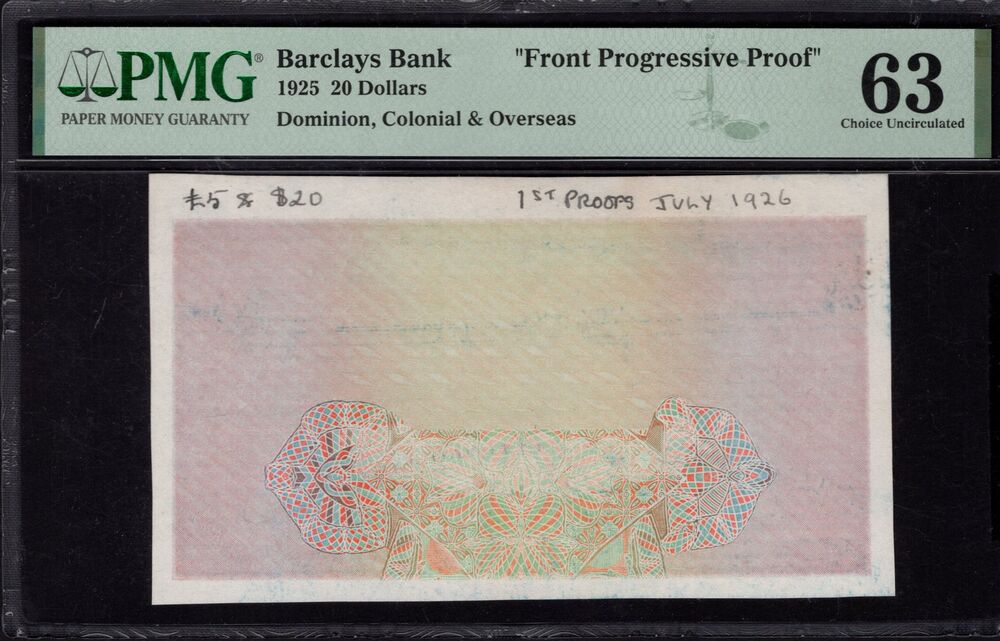 PMG®
PAPER MONEY GUARANTY
Barclays Bank "Front Progressive Proof"
1925 20 Dollars
Dominion, Colonial & Overseas
63
Choice Uncirculated
£5 & $20 1ST PROOFS JULY 1926